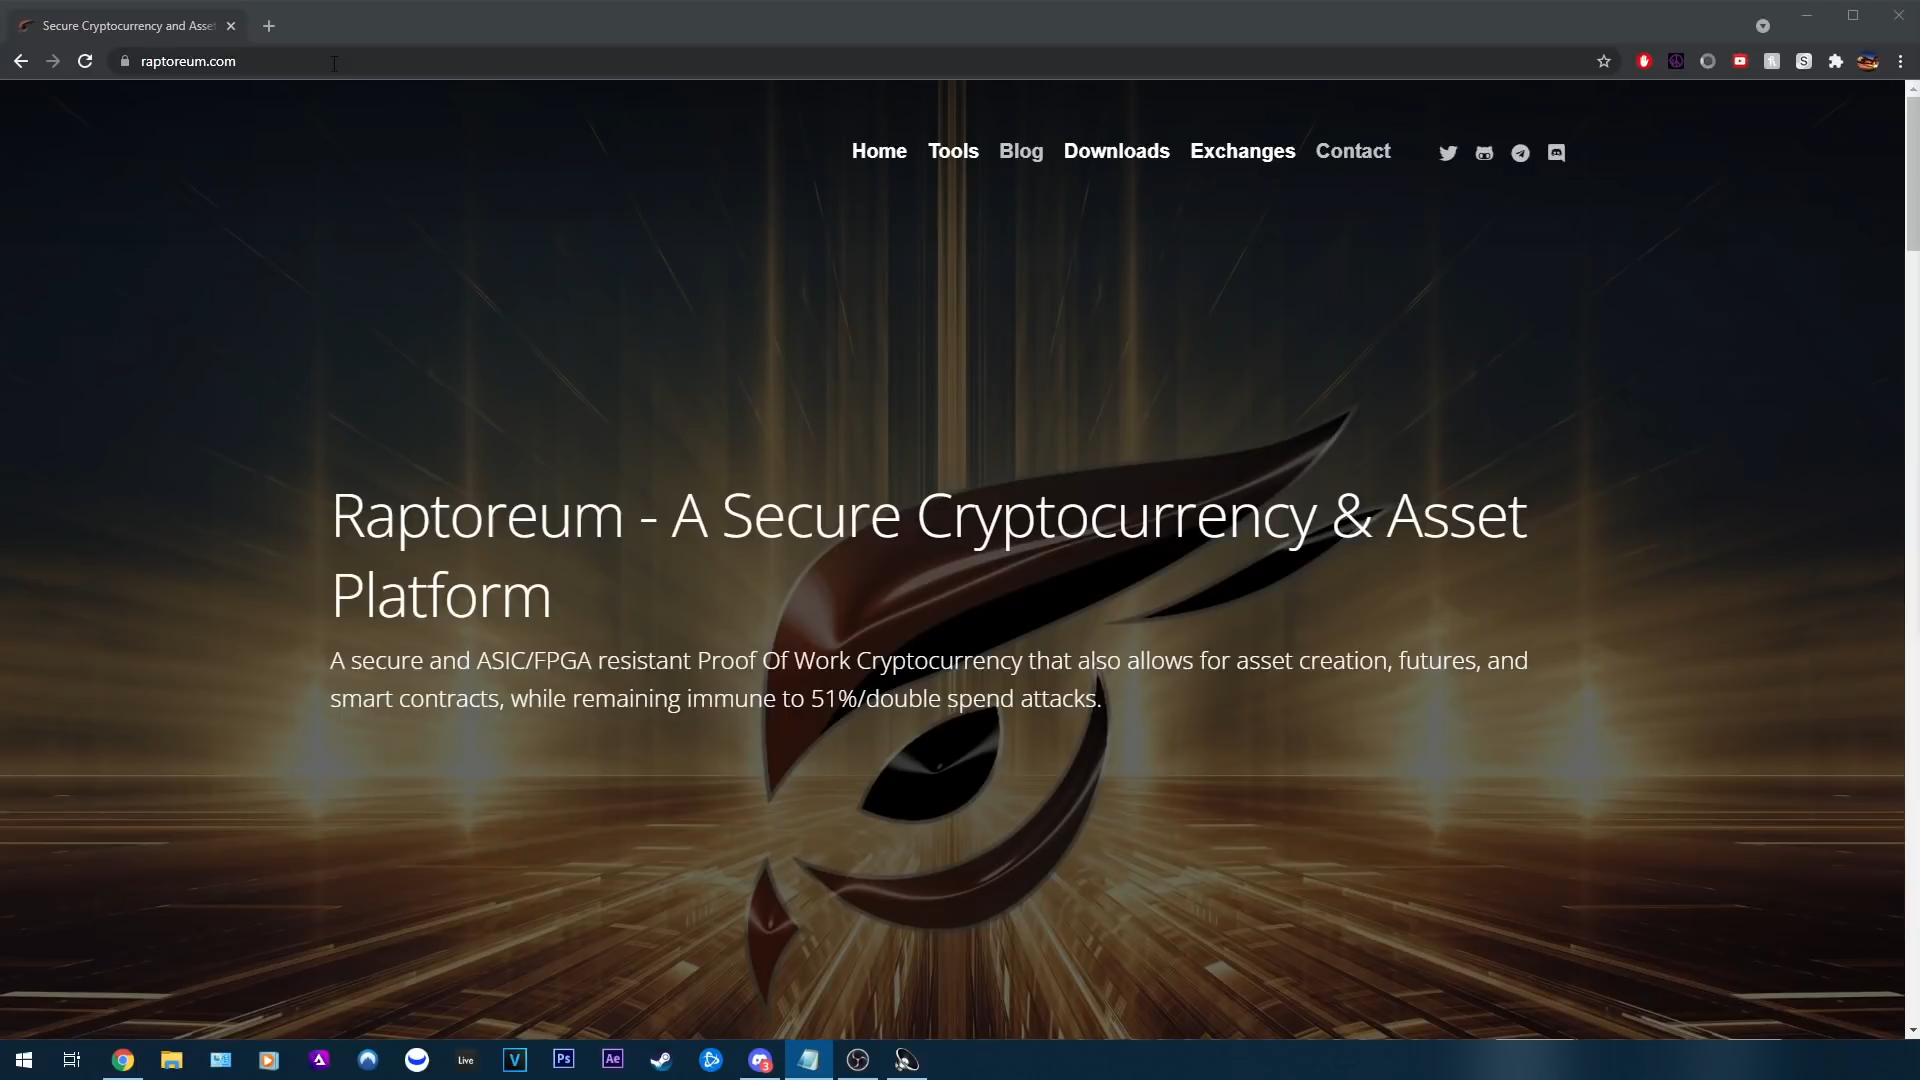 Secure Cryptocurrency and Asse
raptoreum.com
S
Home Tools Blog Downloads Exchanges Contact
Raptoreum - A Secure Cryptocurrency & Asset
Platform
A secure and ASIC/FPGA resistant Proof Of Work Cryptocurrency that also allows for asset creation, futures, and
smart contracts, while remaining immune to 51%/double spend attacks.
Live V Ps Ae 3